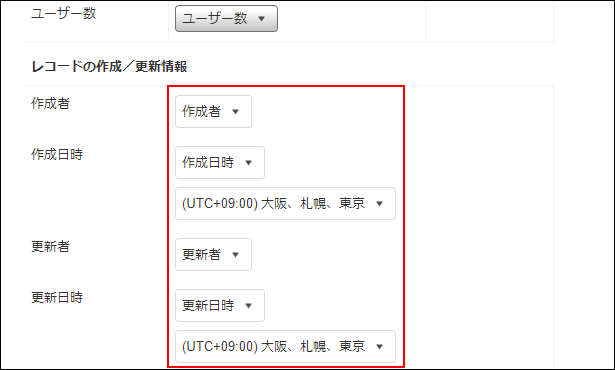 ユーザー数 ユーザー数
レコードの作成／更新情報
作成者 作成者
作成日時 作成日時
(UTC+09:00) 大阪、札幌、東京
更新者 更新者
更新日時 更新日時
(UTC+09:00) 大阪、札幌、東京